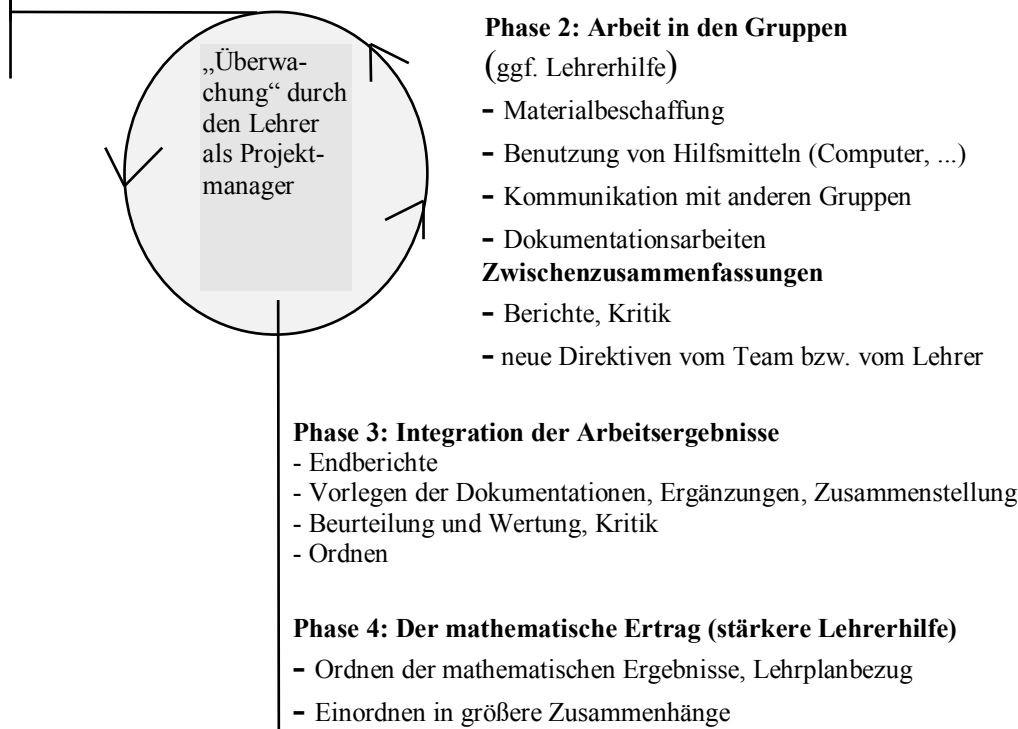 „Überwa-
chung“ durch
den Lehrer
als Projekt-
manager
Phase 2: Arbeit in den Gruppen
(ggf. Lehrerhilfe)
- Materialbeschaffung
- Benutzung von Hilfsmitteln (Computer, ...)
- Kommunikation mit anderen Gruppen
- Dokumentationsarbeiten
Zwischenzusammenfassungen
- Berichte, Kritik
- neue Direktiven vom Team bzw. vom Lehrer
Phase 3: Integration der Arbeitsergebnisse
- Endberichte
- Vorlegen der Dokumentationen, Ergänzungen, Zusammenstellung
- Beurteilung und Wertung, Kritik
- Ordnen
Phase 4: Der mathematische Ertrag (stärkere Lehrerhilfe)
- Ordnen der mathematischen Ergebnisse, Lehrplanbezug
- Einordnen in größere Zusammenhänge